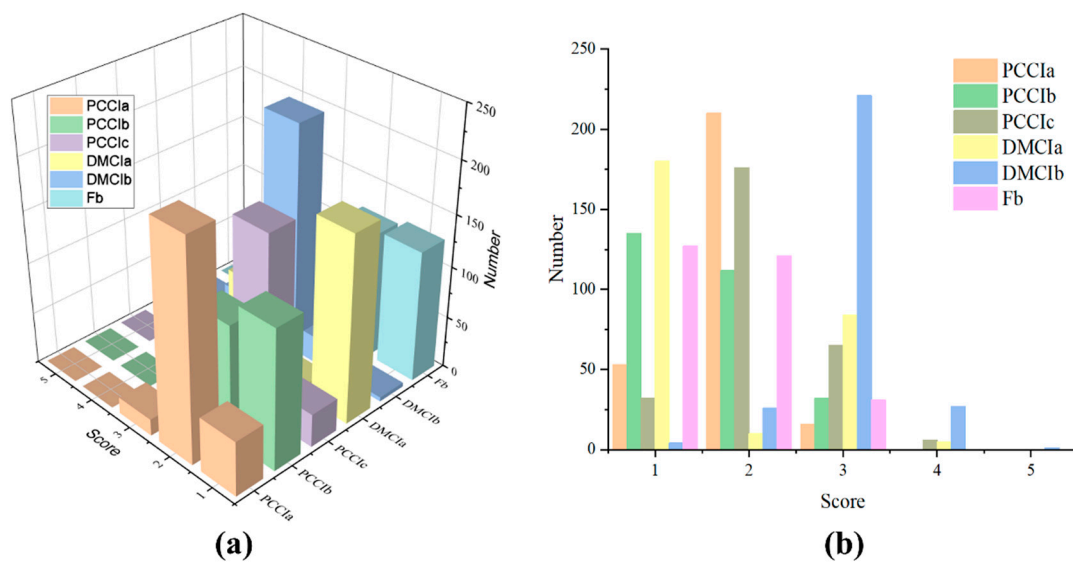 PCCIa
PCCIb
PCCIc
DMCIa
DMCIb
Fb
250
200
150
100
50
0
Number
5
4
3
2
1
Score
PCCIa
PCCIb
PCCIc
DMCIa
DMCIb
Fb
(a)
250
200
150
100
50
0
Number
PCCIa
PCCIb
PCCIc
DMCIa
DMCIb
Fb
1 2 3 4 5
Score
(b)